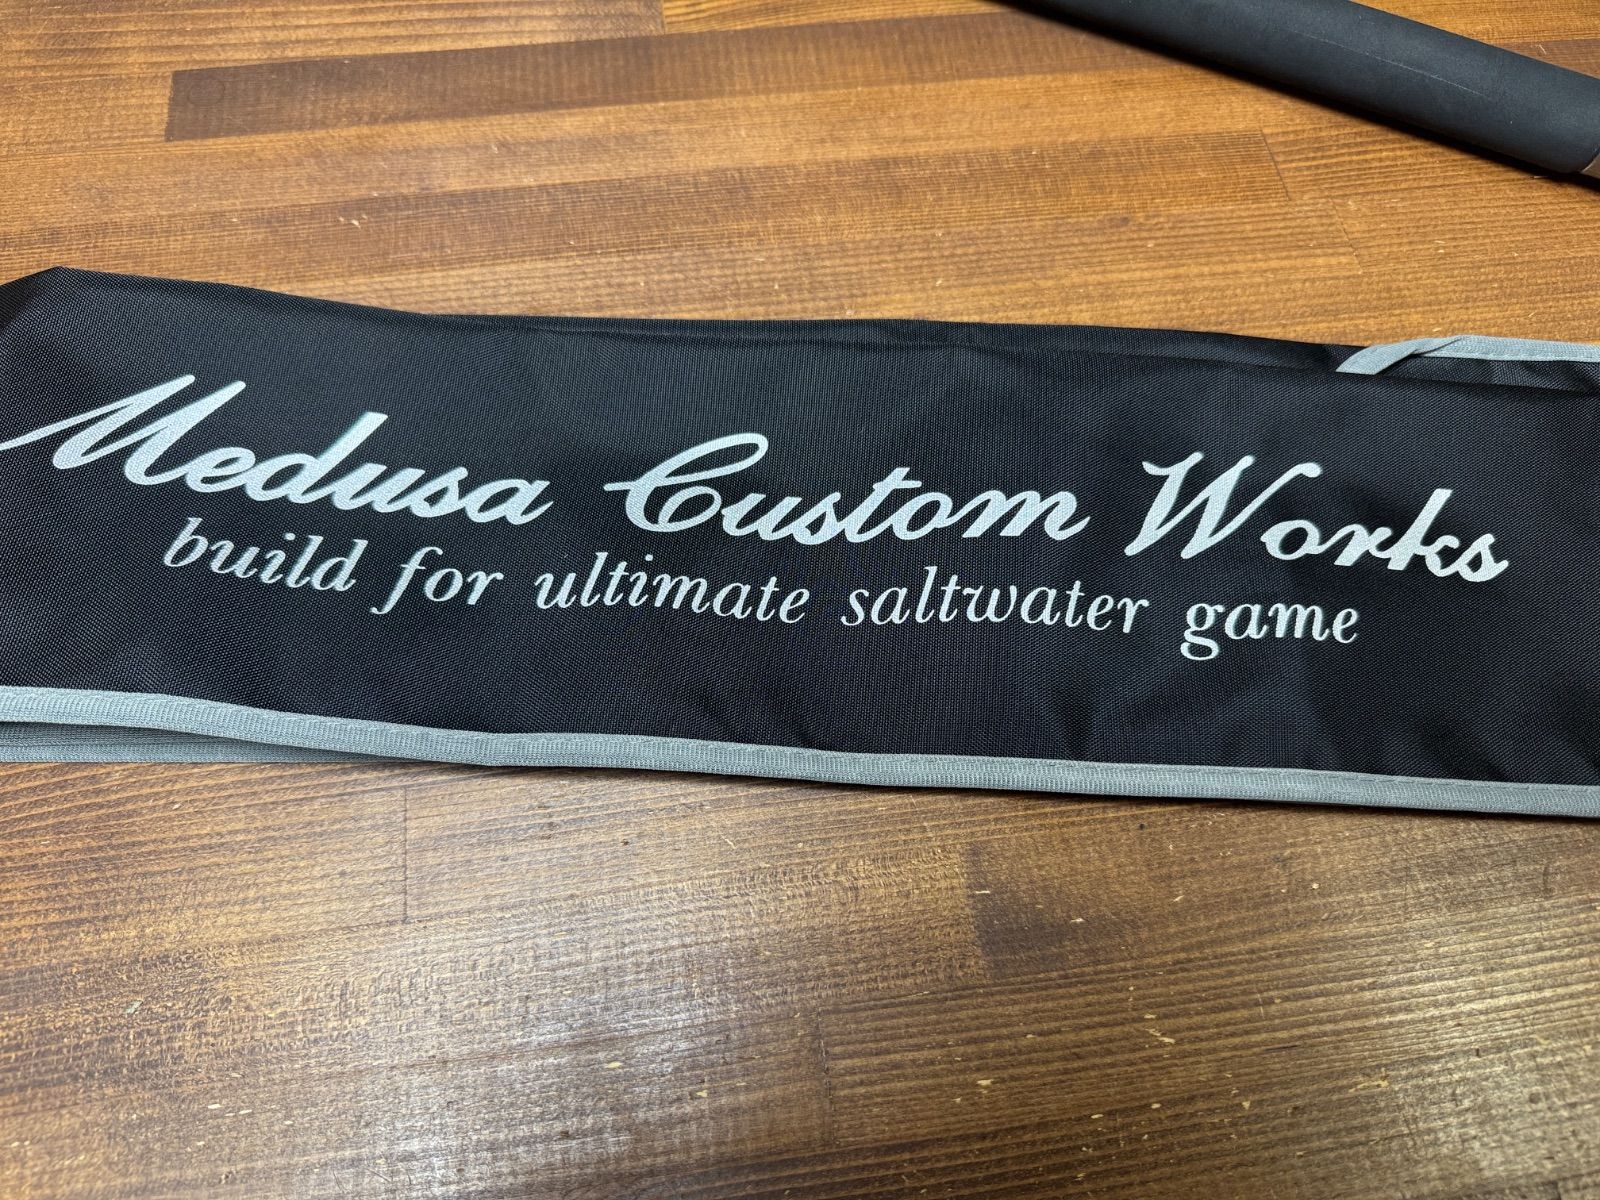 Medusa Custom Works
build for ultimate saltwater game